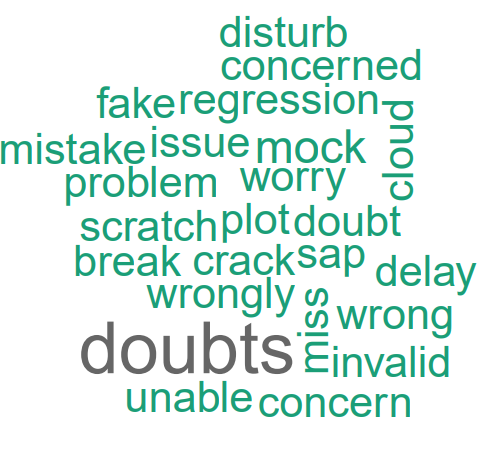 disturb
concerned
fake regression
cloud
mistake issue mock
problem worry
scratch plot doubt
break crack sap delay
wrongly
miss
wrong
doubts
invalid
unable concern